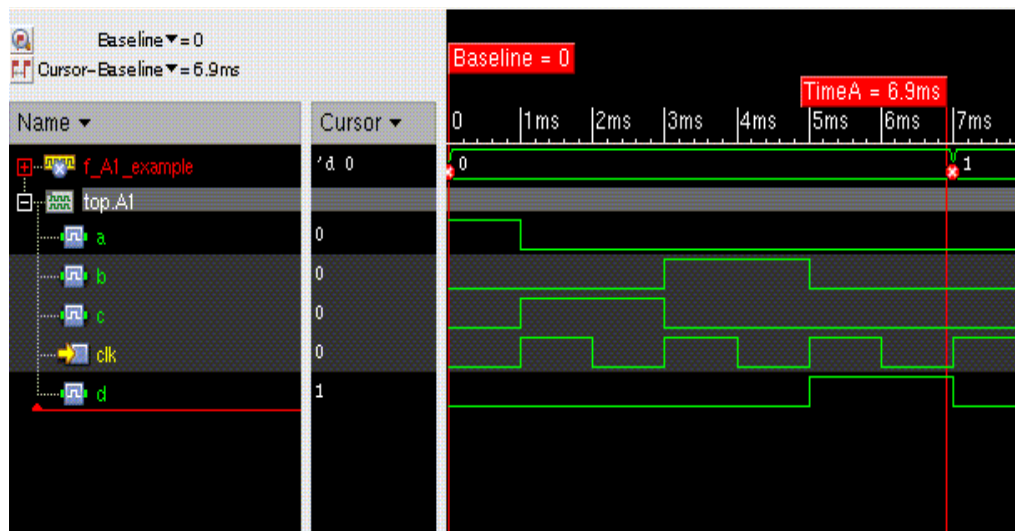 Baseline▼= 0
Cursor-Baseline▼= 6.9ms
Baseline = 0
TimeA = 6.9ms
Name ▼ Cursor ▼ 0 1ms 2ms 3ms 4ms 5ms 6ms 7ms
f_A1_example 'd 0 0 1
top.A1
a 0
b 0
c 0
clk 0
d 1